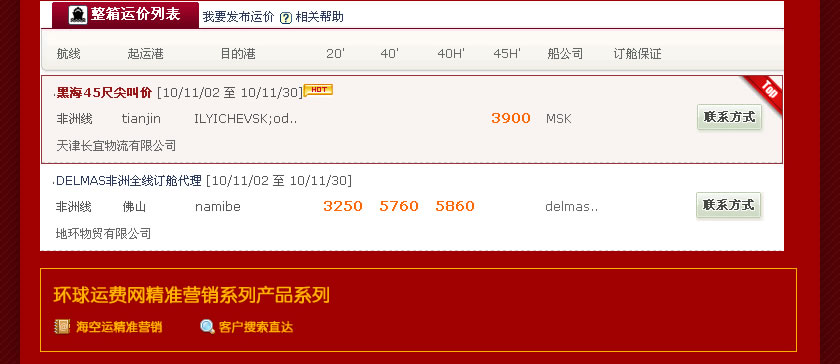 整箱运价列表 我要发布运价 相关帮助
航线 起运港 目的港 20' 40' 40H' 45H' 船公司 订舱保证
黑海45尺尖叫价 [10/11/02 至 10/11/30] HOT Top
非洲线 tianjin ILYICHEVSK;od.. 3900 MSK 联系方式
天津长宜物流有限公司
DELMAS非洲全线订舱代理 [10/11/02 至 10/11/30]
非洲线 佛山 namibe 3250 5760 5860 delmas.. 联系方式
地环物贸有限公司
环球运费网精准营销系列产品系列
海空运精准营销 客户搜索直达